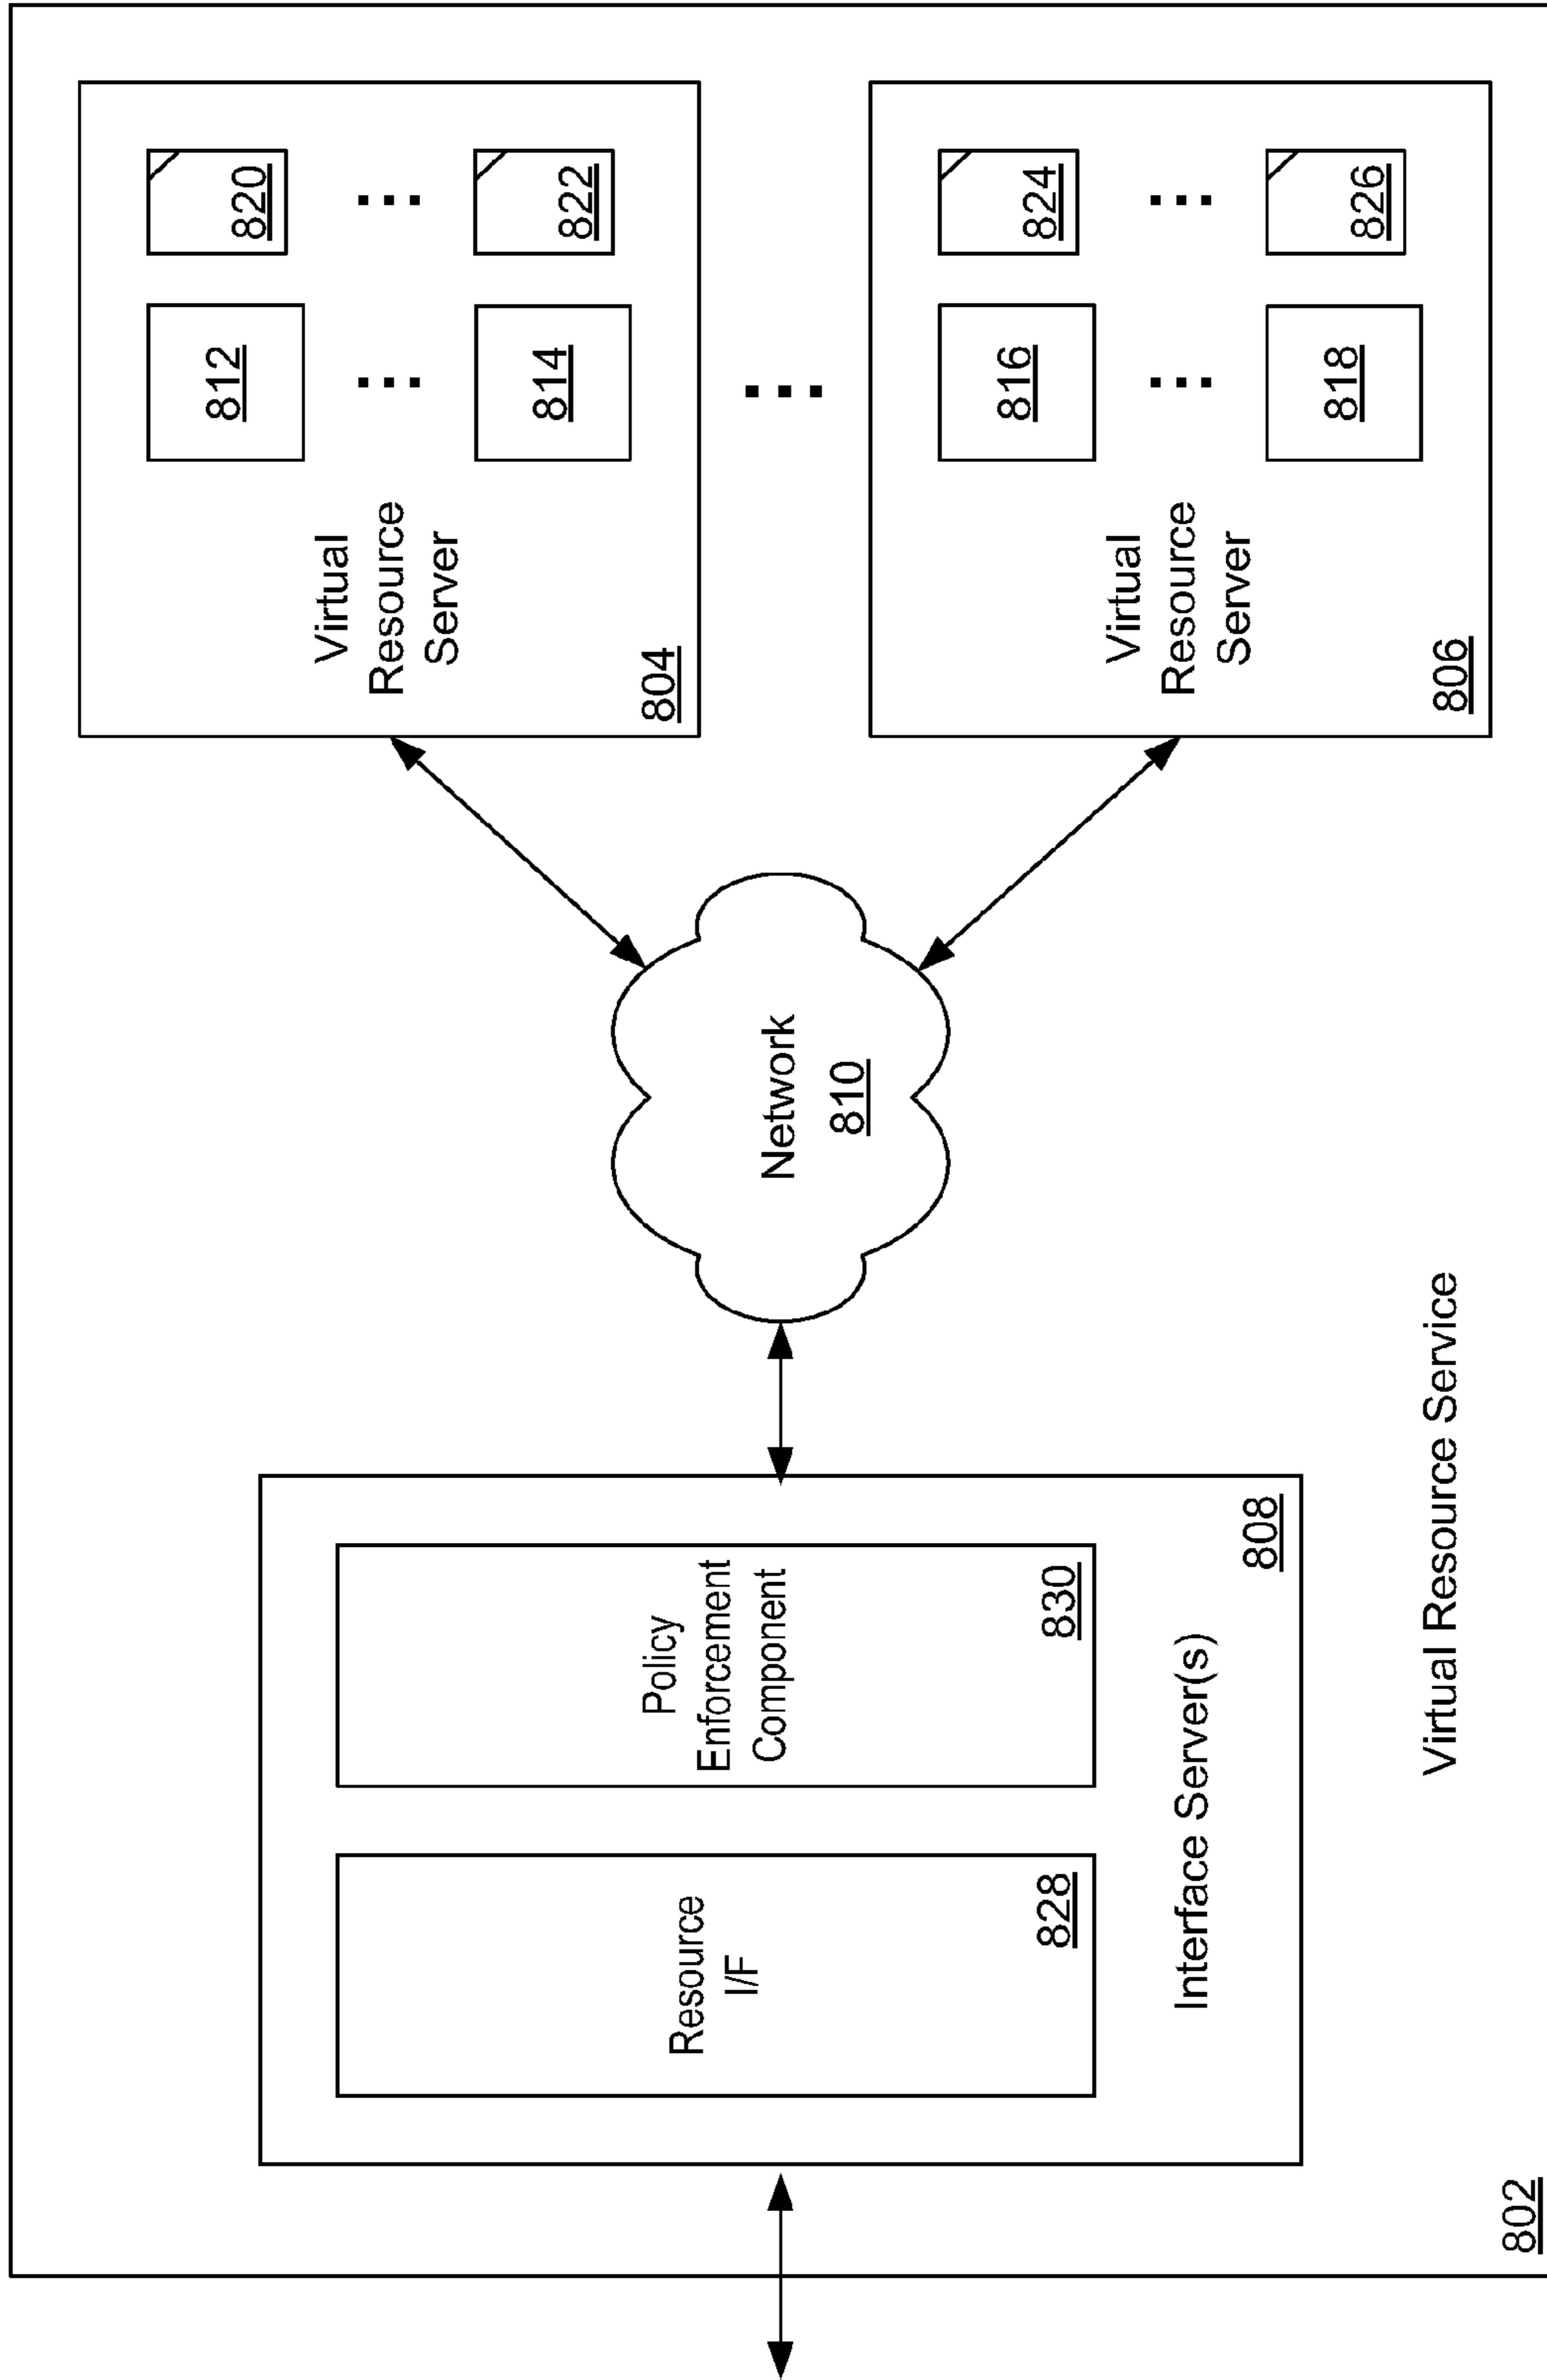 Resource
I/F
828
Policy
Enforcement
Component
830
Interface Server(s)
808
Network
810
Virtual
Resource
Server
804
812
820
814
822
Virtual
Resource
Server
806
816
824
818
826
Virtual Resource Service
802